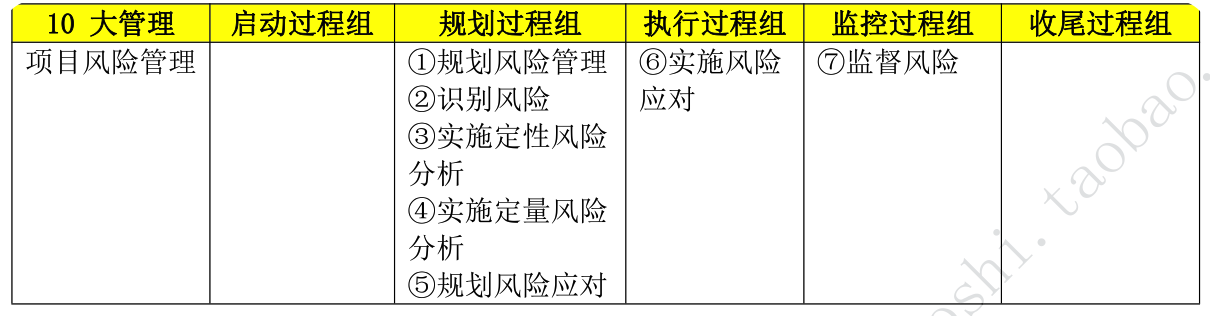 10 大管理 启动过程组 规划过程组 执行过程组 监控过程组 收尾过程组
项目风险管理 ①规划风险管理 ⑥实施风险 ⑦监督风险
②识别风险 应对
③实施定性风险
分析
④实施定量风险
分析
⑤规划风险应对
oshi.taobao.